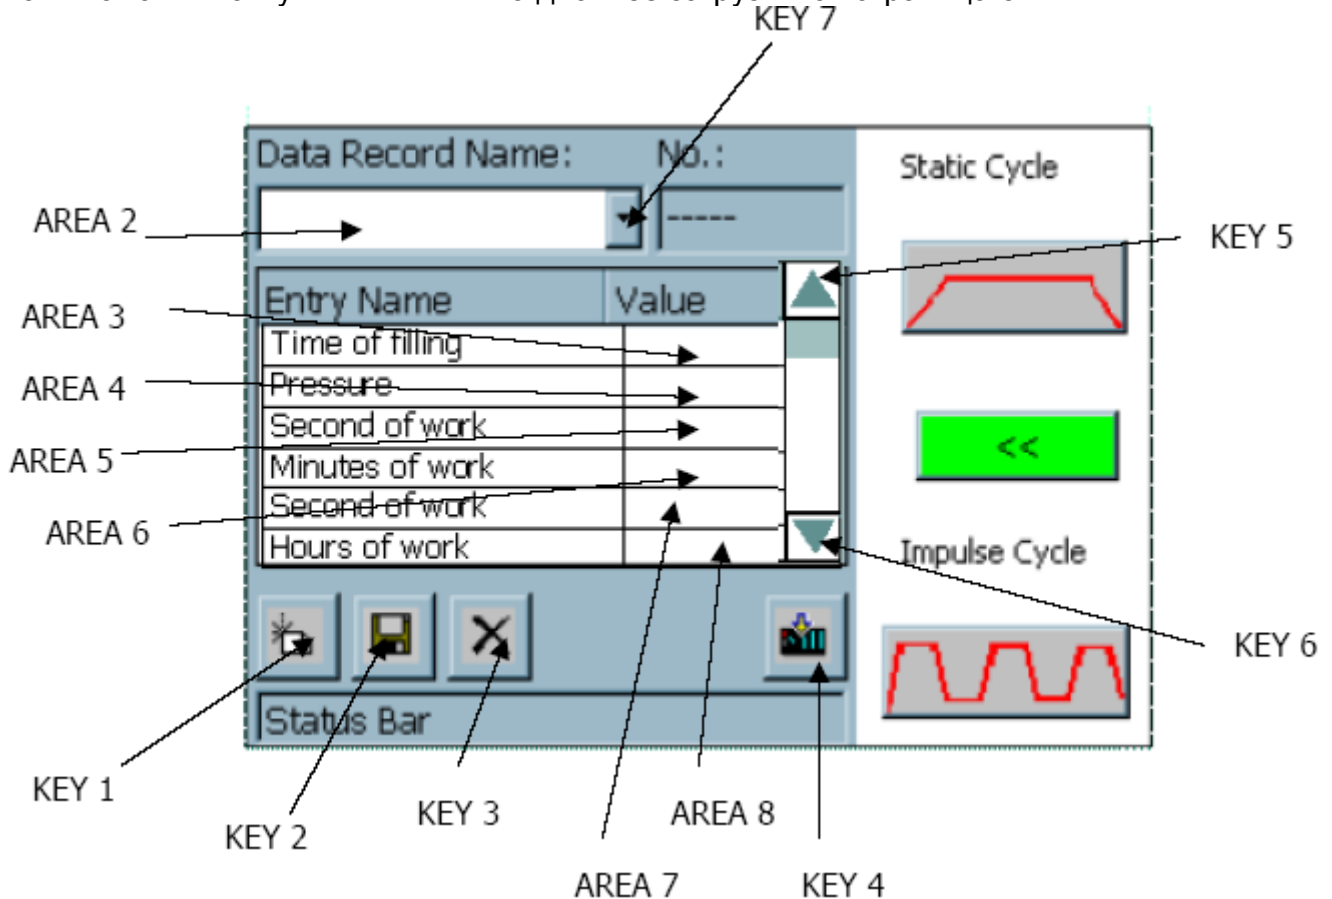 KEY 7
Data Record Name: No.:
Static Cycle
AREA 2
-----
KEY 5
Entry Name Value
AREA 3
Time of filling
AREA 4
Pressure
Second of work
<<
AREA 5
Minutes of work
AREA 6
Second of work
Hours of work
Impulse Cycle
KEY 6
Status Bar
KEY 1
KEY 2
KEY 3
AREA 8
AREA 7
KEY 4